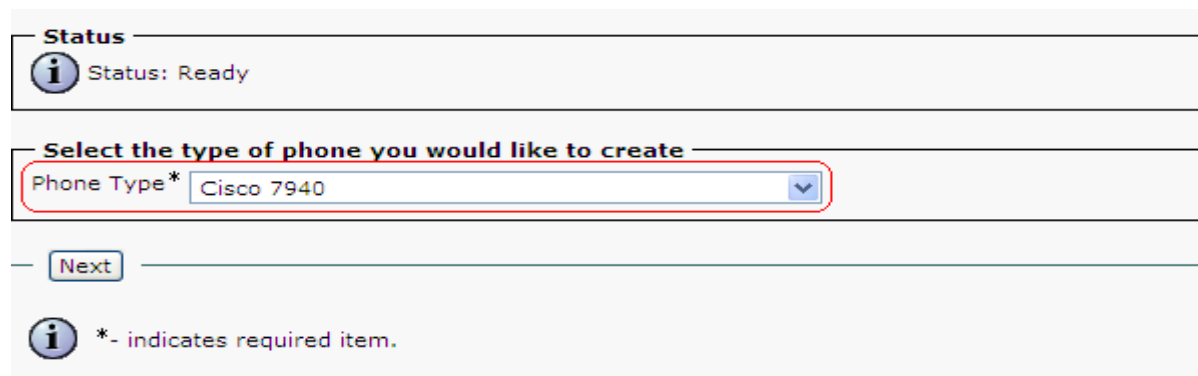 Status
Status: Ready
Select the type of phone you would like to create
Phone Type* Cisco 7940
Next
*- indicates required item.